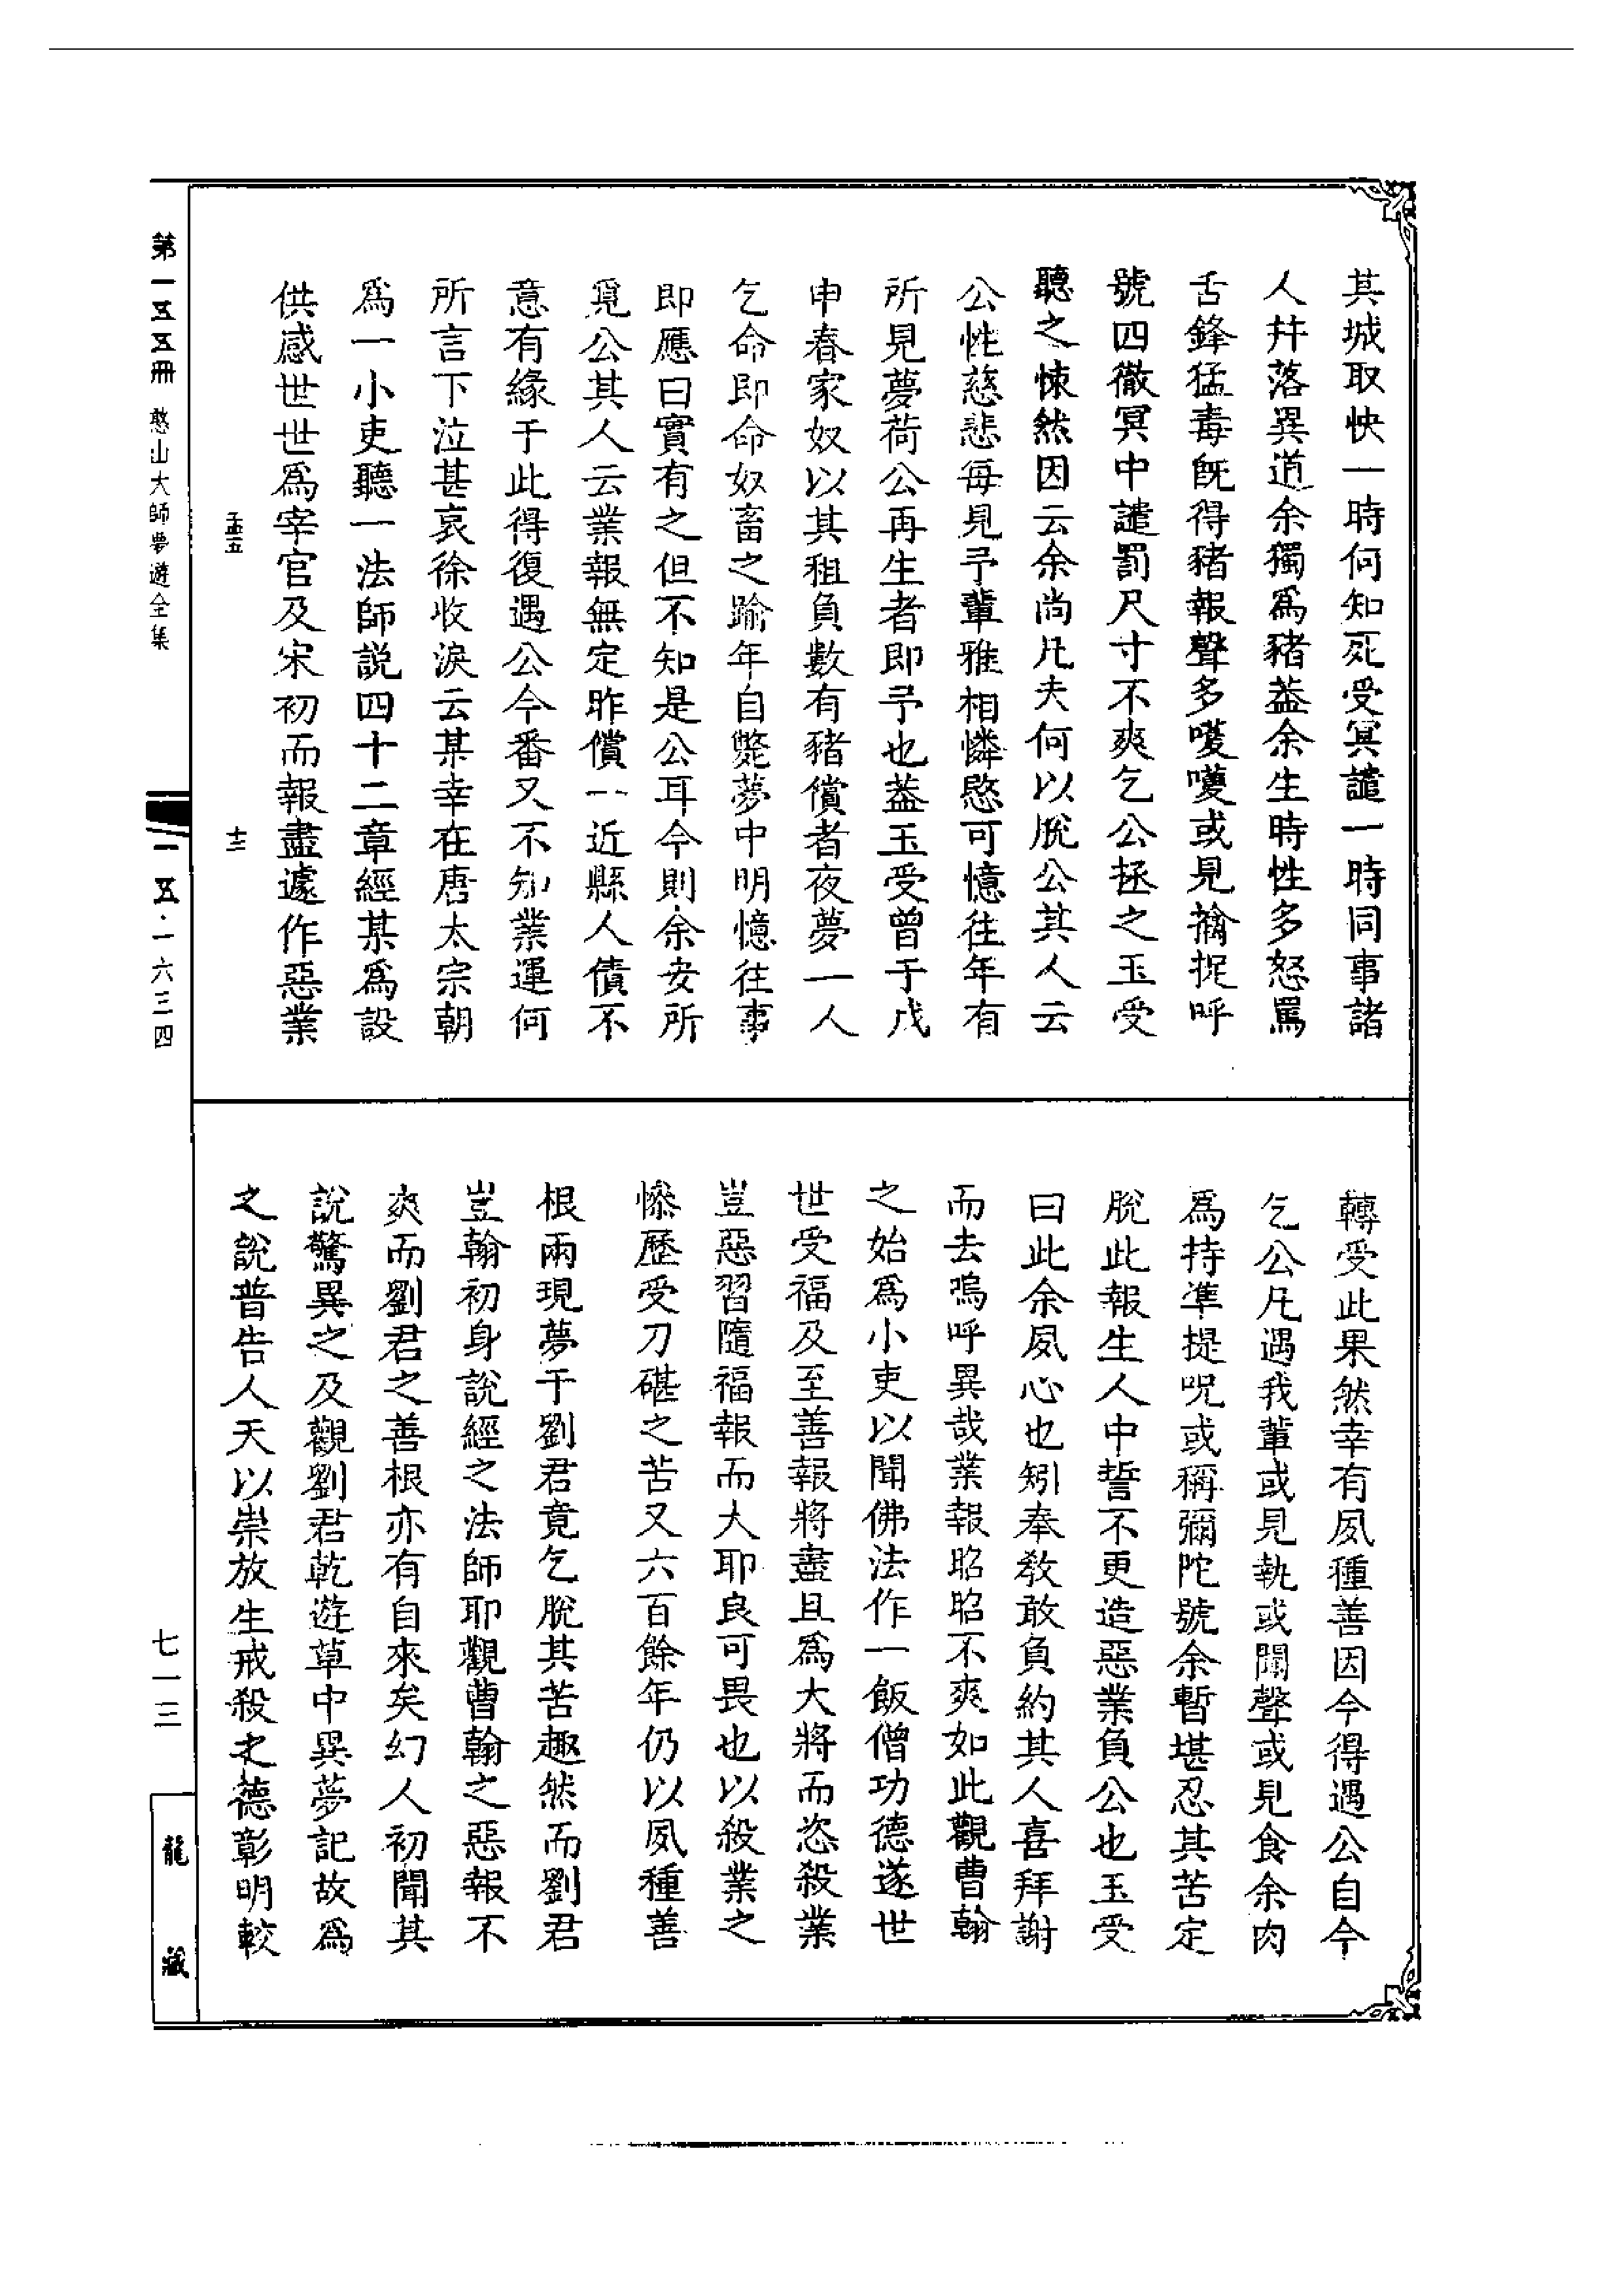 其城取快一時何知死受冥譴一時同事諸
人并落異道余獨爲豬葢余生時性多怒罵
舌鋒猛毒旣得豬報聲多嚘嚘或見擒捉呼
號四徹冥中譴罰尺寸不爽乞公拯之玉受
聽之悚然因云余尚凡夫何以脫公其人云
公性慈悲每見予輩雅相憐愍可憶往年有
所見夢荷公再生者即予也葢玉受曾于戊
申春家奴以其租負數有豬償者夜夢一人
乞命即命奴畜之踰年自斃夢中明憶往事
即應曰實有之但不知是公耳今則余安所
覓公其人云業報無定昨償一近縣人債不
意有緣于此得復遇公今番又不知業運何
所言下泣甚哀徐收淚云某幸在唐太宗朝
爲一小吏聽一法師說四十二章經某爲設
供感世世爲宰官及宋初而報盡遽作惡業
孟五 十三
轉受此果然幸有夙種善因今得遇公自今
乞公凡遇我輩或見執或聞聲或見食余肉
爲持準提呪或稱彌陀號余暫堪忍其苦定
脫此報生人中誓不更造惡業負公也玉受
曰此余夙心也矧奉敎敢負約其人喜拜謝
而去嗚呼異哉業報昭昭不爽如此觀曹翰
之始爲小吏以聞佛法作一飯僧功德遂世
世受福及至善報將盡且爲大將而恣殺業
豈惡習隨福報而大耶良可畏也以殺業之
慘歷受刀碪之苦又六百餘年仍以夙種善
根兩現夢于劉君竟乞脫其苦趣然而劉君
豈翰初身說經之法師耶觀曹翰之惡報不
爽而劉君之善根亦有自來矣幻人初聞其
說驚異之及觀劉君乾遊草中異夢記故爲
之說普告人天以崇放生戒殺之德彰明較
第一五五冊 憨山大師夢遊全集
一五·一六三四
七一三
龍藏